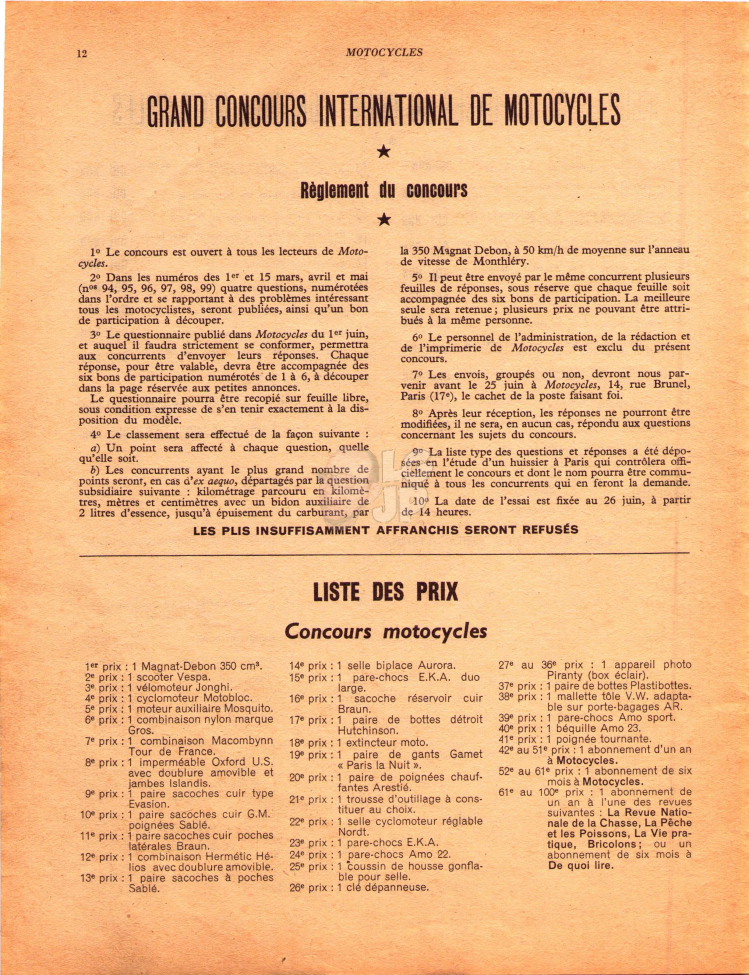 12
MOTOCYCLES
GRAND CONCOURS INTERNATIONAL DE MOTOCYCLES
★
Règlement du concours
★
1º Le concours est ouvert à tous les lecteurs de Moto-
cycles.
2º Dans les numéros des 1er et 15 mars, avril et mai
(nos 94, 95, 96, 97, 98, 99) quatre questions, numérotées
dans l'ordre et se rapportant à des problèmes intéressant
tous les motocyclistes, seront publiées, ainsi qu'un bon
de participation à découper.
3º Le questionnaire publié dans Motocycles du 1er juin,
et auquel il faudra strictement se conformer, permettra
aux concurrents d'envoyer leurs réponses. Chaque
réponse, pour être valable, devra être accompagnée des
six bons de participation numérotés de 1 à 6, à découper
dans la page réservée aux petites annonces.
Le questionnaire pourra être recopié sur feuille libre,
sous condition expresse de s'en tenir exactement à la dis-
position du modèle.
4º Le classement sera effectué de la façon suivante :
a) Un point sera affecté à chaque question, quelle
qu'elle soit.
b) Les concurrents ayant le plus grand nombre de
points seront, en cas d'ex aequo, départagés par la question
subsidiaire suivante : kilométrage parcouru en kilomè-
tres, mètres et centimètres avec un bidon auxiliaire de
2 litres d'essence, jusqu'à épuisement du carburant, par
la 350 Magnat Debon, à 50 km/h de moyenne sur l'anneau
de vitesse de Monthléry.
5º Il peut être envoyé par le même concurrent plusieurs
feuilles de réponses, sous réserve que chaque feuille soit
accompagnée des six bons de participation. La meilleure
seule sera retenue ; plusieurs prix ne pouvant être attri-
bués à la même personne.
6º Le personnel de l'administration, de la rédaction et
de l'imprimerie de Motocycles est exclu du présent
concours.
7º Les envois, groupés ou non, devront nous par-
venir avant le 25 juin à Motocycles, 14, rue Brunel,
Paris (17e), le cachet de la poste faisant foi.
8º Après leur réception, les réponses ne pourront être
modifiées, il ne sera, en aucun cas, répondu aux questions
concernant les sujets du concours.
9º La liste type des questions et réponses a été dépo-
sées en l'étude d'un huissier à Paris qui contrôlera offi-
ciellement le concours et dont le nom pourra être commu-
niqué à tous les concurrents qui en feront la demande.
10º La date de l'essai est fixée au 26 juin, à partir
de 14 heures.
LES PLIS INSUFFISAMMENT AFFRANCHIS SERONT REFUSÉS
LISTE DES PRIX
Concours motocycles
1er prix : 1 Magnat-Debon 350 cm³.
2e prix : 1 scooter Vespa.
3e prix : 1 vélomoteur Jonghi.
4e prix : 1 cyclomoteur Motobloc.
5e prix : 1 moteur auxiliaire Mosquito.
6e prix : 1 combinaison nylon marque
Gros.
7e prix : 1 combinaison Macombynn
Tour de France.
8e prix : 1 imperméable Oxford U.S.
avec doublure amovible et
jambes Islandis.
9e prix : 1 paire sacoches cuir type
Evasion.
10e prix : 1 paire sacoches cuir G.M.
poignées Sablé.
11e prix : 1 paire sacoches cuir poches
latérales Braun.
12e prix : 1 combinaison Hermétic Hé-
lios avec doublure amovible.
13e prix : 1 paire sacoches à poches
Sablé.
14e prix : 1 selle biplace Aurora.
15e prix : 1 pare-chocs E.K.A. duo
large.
16e prix : 1 sacoche réservoir cuir
Braun.
17e prix : 1 paire de bottes détroit
Hutchinson.
18e prix : 1 extincteur moto.
19e prix : 1 paire de gants Gamet
« Paris la Nuit ».
20e prix : 1 paire de poignées chauf-
fantes Arestié.
21e prix : 1 trousse d'outillage à cons-
tituer au choix.
22e prix : 1 selle cyclomoteur réglable
Nordt.
23e prix : 1 pare-chocs E.K.A.
24e prix : 1 pare-chocs Amo 22.
25e prix : 1 coussin de housse gonfla-
ble pour selle.
26e prix : 1 clé dépanneuse.
27e au 36e prix : 1 appareil photo
Piranty (box éclair).
37e prix : 1 paire de bottes Plastibottes.
38e prix : 1 mallette tôle V.W. adapta-
ble sur porte-bagages AR.
39e prix : 1 pare-chocs Amo sport.
40e prix : 1 béquille Amo 23.
41e prix : 1 poignée tournante.
42e au 51e prix : 1 abonnement d'un an
à Motocycles.
52e au 61e prix : 1 abonnement de six
mois à Motocycles.
61e au 100e prix : 1 abonnement de
un an à l'une des revues
suivantes : La Revue Natio-
nale de la Chasse, La Pêche
et les Poissons, La Vie pra-
tique, Bricolons ; ou un
abonnement de six mois à
De quoi lire.